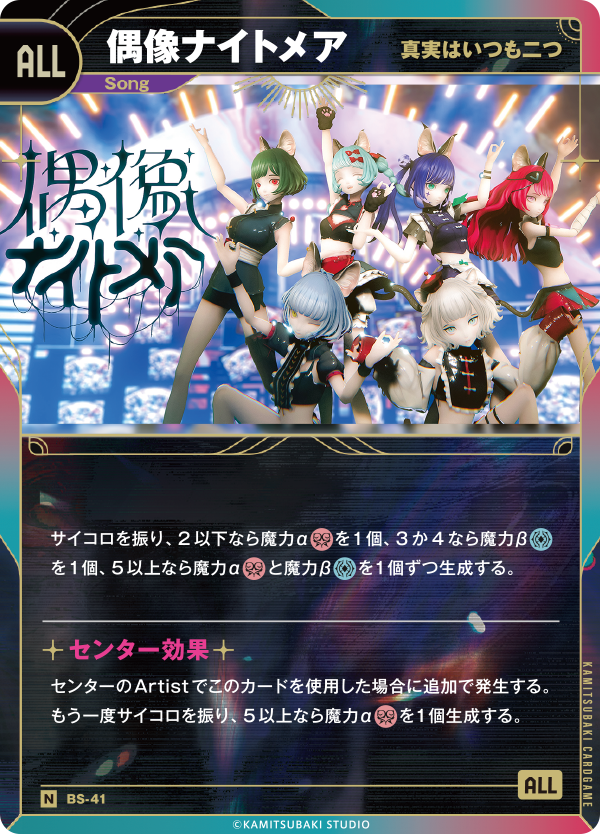 ALL
偶像ナイトメア
真実はいつも二つ
Song
偶像
ナイトメア
サイコロを振り、2以下なら魔力αを1個、3か4なら魔力β
を1個、5以上なら魔力αと魔力βを1個ずつ生成する。
センター効果
センターのArtistでこのカードを使用した場合に追加で発生する。
もう一度サイコロを振り、5以上なら魔力αを1個生成する。
KAMITSUBAKI CARDGAME
ALL
N BS-41
©KAMITSUBAKI STUDIO